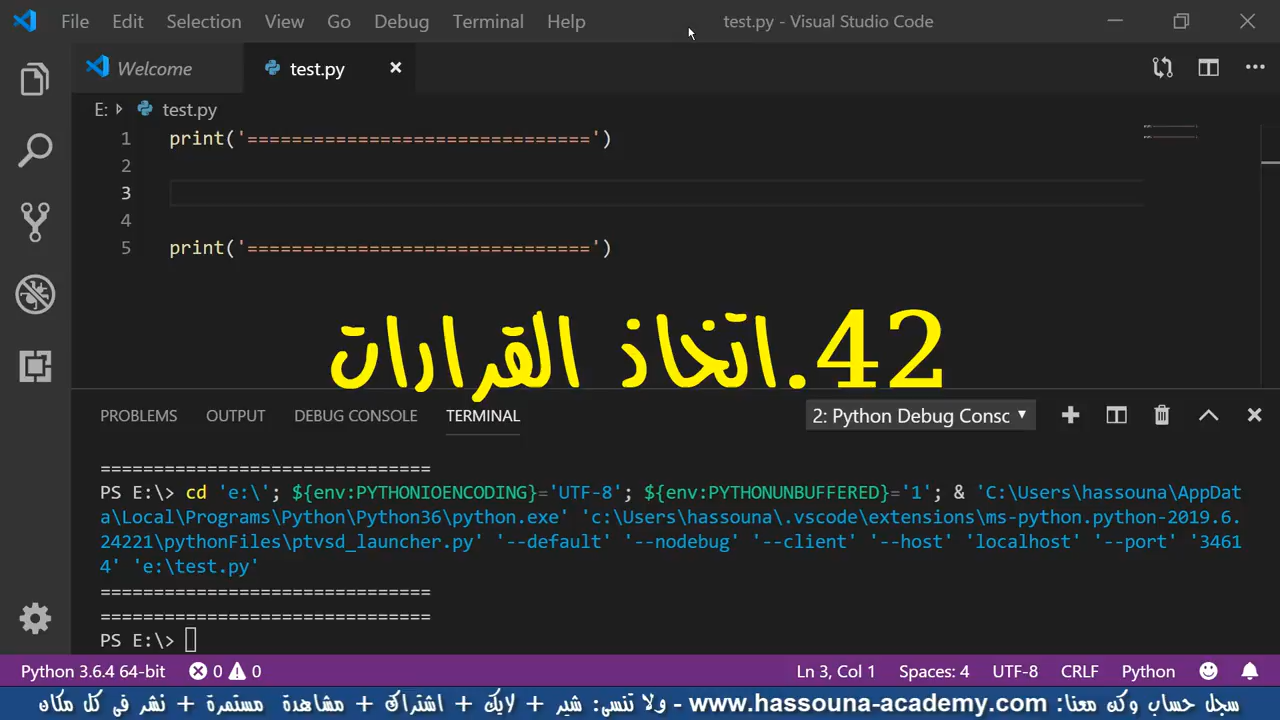 File Edit Selection View Go Debug Terminal Help test.py - Visual Studio Code
Welcome test.py
E: test.py
1 print('===============================')
2
3
4
5 print('===============================')
42.اتخاذ القرارات
PROBLEMS OUTPUT DEBUG CONSOLE TERMINAL 2: Python Debug Consc
==============================
PS E:\> cd 'e:\'; ${env:PYTHONIOENCODING}='UTF-8'; ${env:PYTHONUNBUFFERED}='1'; & 'C:\Users\hassouna\AppDat
a\Local\Programs\Python\Python36\python.exe' 'c:\Users\hassouna\.vscode\extensions\ms-python.python-2019.6.
24221\pythonFiles\ptvsd_launcher.py' '--default' '--nodebug' '--client' '--host' 'localhost' '--port' '3461
4' 'e:\test.py'
==============================
==============================
PS E:\>
Python 3.6.4 64-bit 0 0 Ln 3, Col 1 Spaces: 4 UTF-8 CRLF Python
سجل حساب وكن معنا: www.hassouna-academy.com - ولا تنسى: شير + لايك + اشتراك + مشاهدة مستمرة + نشر في كل مكان